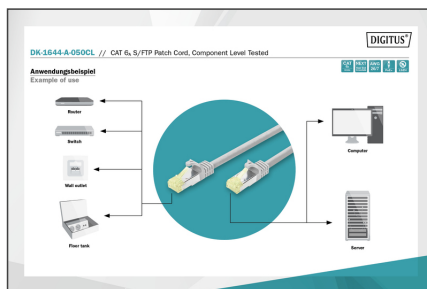 DIGITUS®
DK-1644-A-050CL // CAT 6A S/FTP Patch Cord, Component Level Tested
Anwendungsbeispiel
Example of use
Router
Switch
Wall outlet
Floor tank
Computer
Server